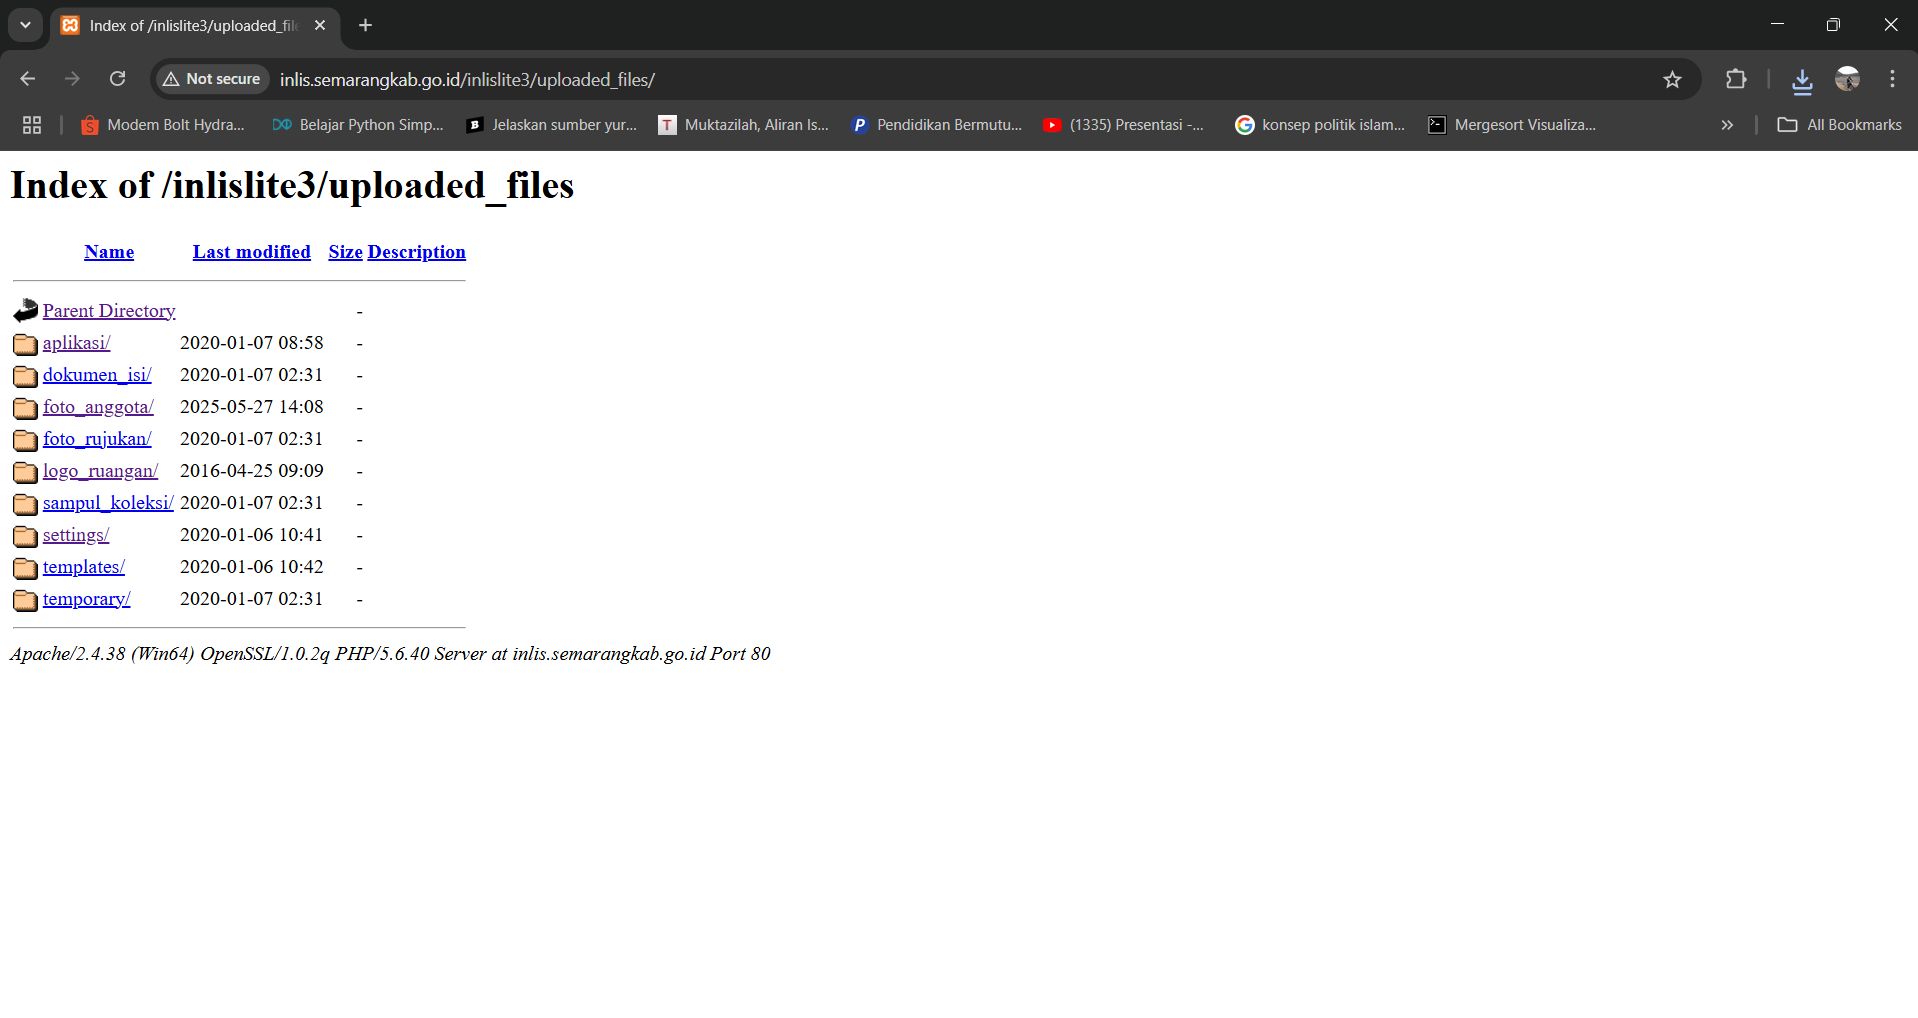 Index of /inlislite3/uploaded_file
Not secure inlis.semarangkab.go.id/inlislite3/uploaded_files/
Modem Bolt Hydra... Belajar Python Simp... Jelaskan sumber yur... Muktazilah, Aliran Is... Pendidikan Bermutu... (1335) Presentasi -... konsep politik islam... Mergesort Visualiza... » All Bookmarks
Index of /inlislite3/uploaded_files
Name Last modified Size Description
Parent Directory -
aplikasi/ 2020-01-07 08:58 -
dokumen_isi/ 2020-01-07 02:31 -
foto_anggota/ 2025-05-27 14:08 -
foto_rujukan/ 2020-01-07 02:31 -
logo_ruangan/ 2016-04-25 09:09 -
sampul_koleksi/ 2020-01-07 02:31 -
settings/ 2020-01-06 10:41 -
templates/ 2020-01-06 10:42 -
temporary/ 2020-01-07 02:31 -
Apache/2.4.38 (Win64) OpenSSL/1.0.2q PHP/5.6.40 Server at inlis.semarangkab.go.id Port 80